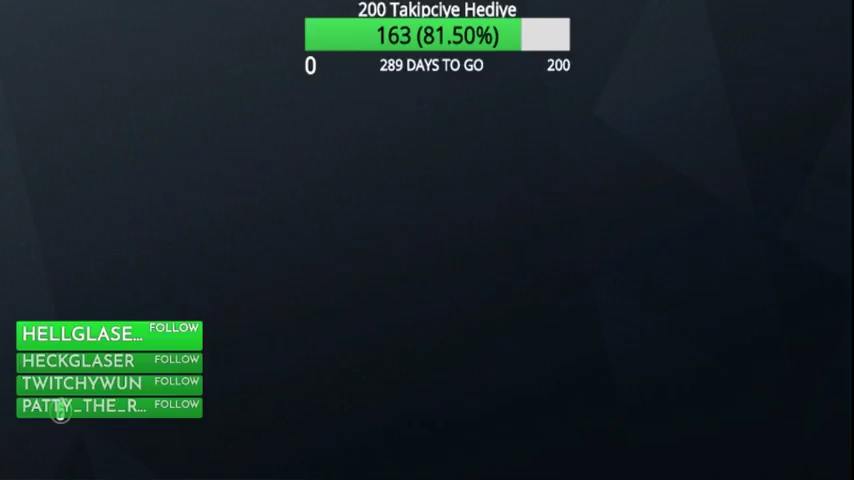 200 Takipciye Hediye
163 (81.50%)
0 289 DAYS TO GO 200
HELLGLASE... FOLLOW
HECKGLASER FOLLOW
TWITCHYWUN FOLLOW
PATTY_THE_R... FOLLOW